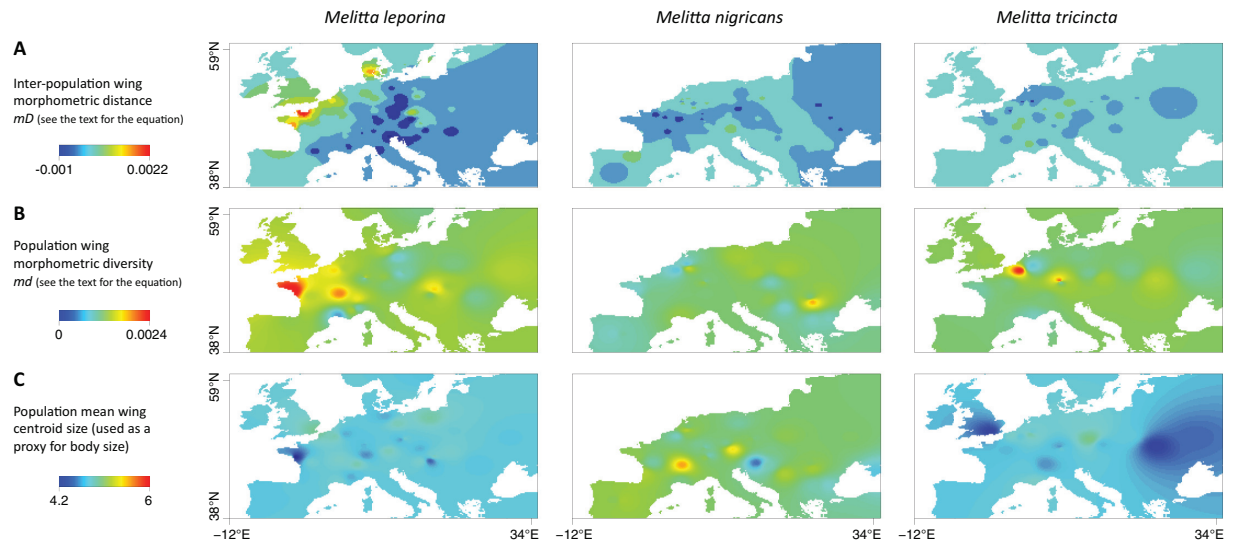 Melitta leporina
Melitta nigricans
Melitta tricincta
A
Inter-population wing
morphometric distance
mD (see the text for the equation)
-0.001
0.0022
59°N
38°N
B
Population wing
morphometric diversity
md (see the text for the equation)
0
0.0024
59°N
38°N
C
Population mean wing
centroid size (used as a
proxy for body size)
4.2
6
59°N
38°N
−12°E
34°E
−12°E
34°E
−12°E
34°E